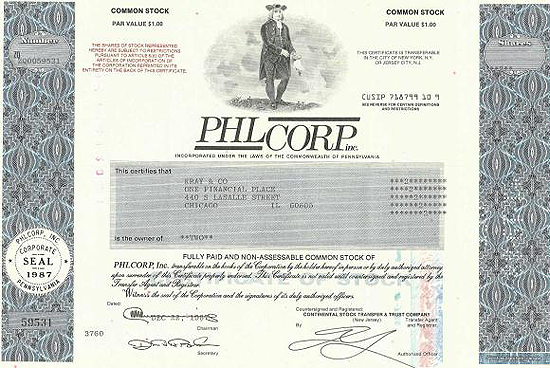 COMMON STOCK
PAR VALUE $1.00
COMMON STOCK
PAR VALUE $1.00
Number
Shares
THE SHARES OF STOCK REPRESENTED
HEREBY ARE SUBJECT TO RESTRICTIONS
PURSUANT TO ARTICLE
OF THE
ARTICLES OF INCORPORATION OF
THE CORPORATION REPRINTED IN ITS
ENTIRETY ON THE BACK OF THIS CERTIFICATE.
THIS CERTIFICATE IS TRANSFERABLE
IN THE CITY OF NEW YORK, N.Y.
OR JERSEY CITY, N.J.
CUSIP 718799 10 9
SEE REVERSE FOR CERTAIN DEFINITIONS
AND RESTRICTIONS
PHLCORP inc.
INCORPORATED UNDER THE LAWS OF THE COMMONWEALTH OF PENNSYLVANIA
This certifies that
KRAY & CO
ONE FINANCIAL PLACE
440 S LASALLE STREET
CHICAGO IL 60605
is the owner of **TWO**
FULLY PAID AND NON-ASSESSABLE COMMON STOCK OF
PHLCORP, Inc. transferable on the books of the Corporation by the holder hereof in person or by duly authorized attorney
upon surrender of this Certificate properly endorsed. This Certificate is not valid until countersigned and registered by the
Transfer Agent and Registrar.
Witness the seal of the Corporation and the signatures of its duly authorized officers.
PHLCORP, INC.
CORPORATE
SEAL
1987
PENNSYLVANIA
59531
3760
Dated:
DEC 22,
Chairman
Secretary
Countersigned and Registered:
CONTINENTAL STOCK TRANSFER & TRUST COMPANY
(New Jersey)
Transfer Agent
and Registrar.
By
Authorized Officer